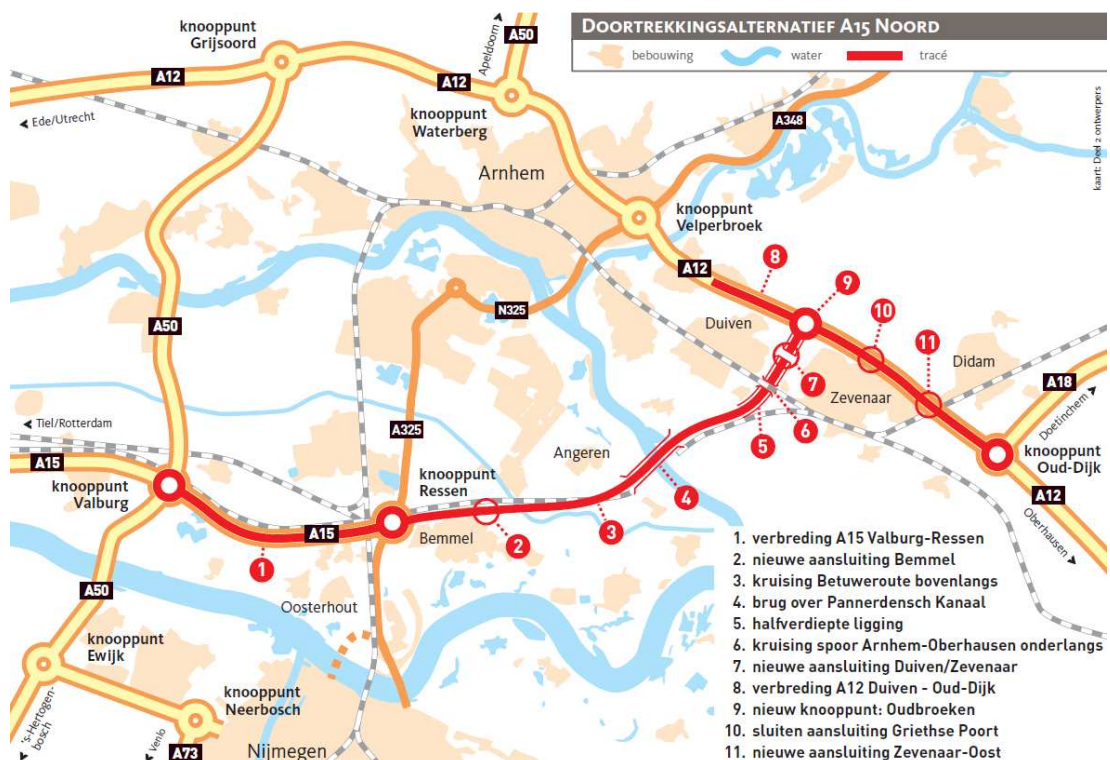 DOORTREKKINGSALTERNATIEF A15 NOORD
bebouwing
water
tracé
kaart: Deel 2 ontwerpers
knooppunt
Grijsoord
A12
Ede/Utrecht
A12
Apeldoorn
A50
knooppunt
Waterberg
Arnhem
A348
knooppunt
Velperbroek
A12
8
9
10
11
Duiven
7
Zevenaar
Didam
A18
Doetinchem
knooppunt
Oud-Dijk
A12
Oberhausen
A50
N325
A325
Tiel/Rotterdam
A15
knooppunt
Valburg
1
A15
knooppunt
Ressen
Bemmel
2
Angeren
3
4
5
6
Oosterhout
A50
knooppunt
Ewijk
's-Hertogen-
bosch
Venlo
knooppunt
Neerbosch
A73
Nijmegen
1. verbreding A15 Valburg-Ressen
2. nieuwe aansluiting Bemmel
3. kruising Betuweroute bovenlangs
4. brug over Pannerdensch Kanaal
5. halfverdiepte ligging
6. kruising spoor Arnhem-Oberhausen onderlangs
7. nieuwe aansluiting Duiven/Zevenaar
8. verbreding A12 Duiven - Oud-Dijk
9. nieuw knooppunt: Oudbroeken
10. sluiten aansluiting Griethse Poort
11. nieuwe aansluiting Zevenaar-Oost